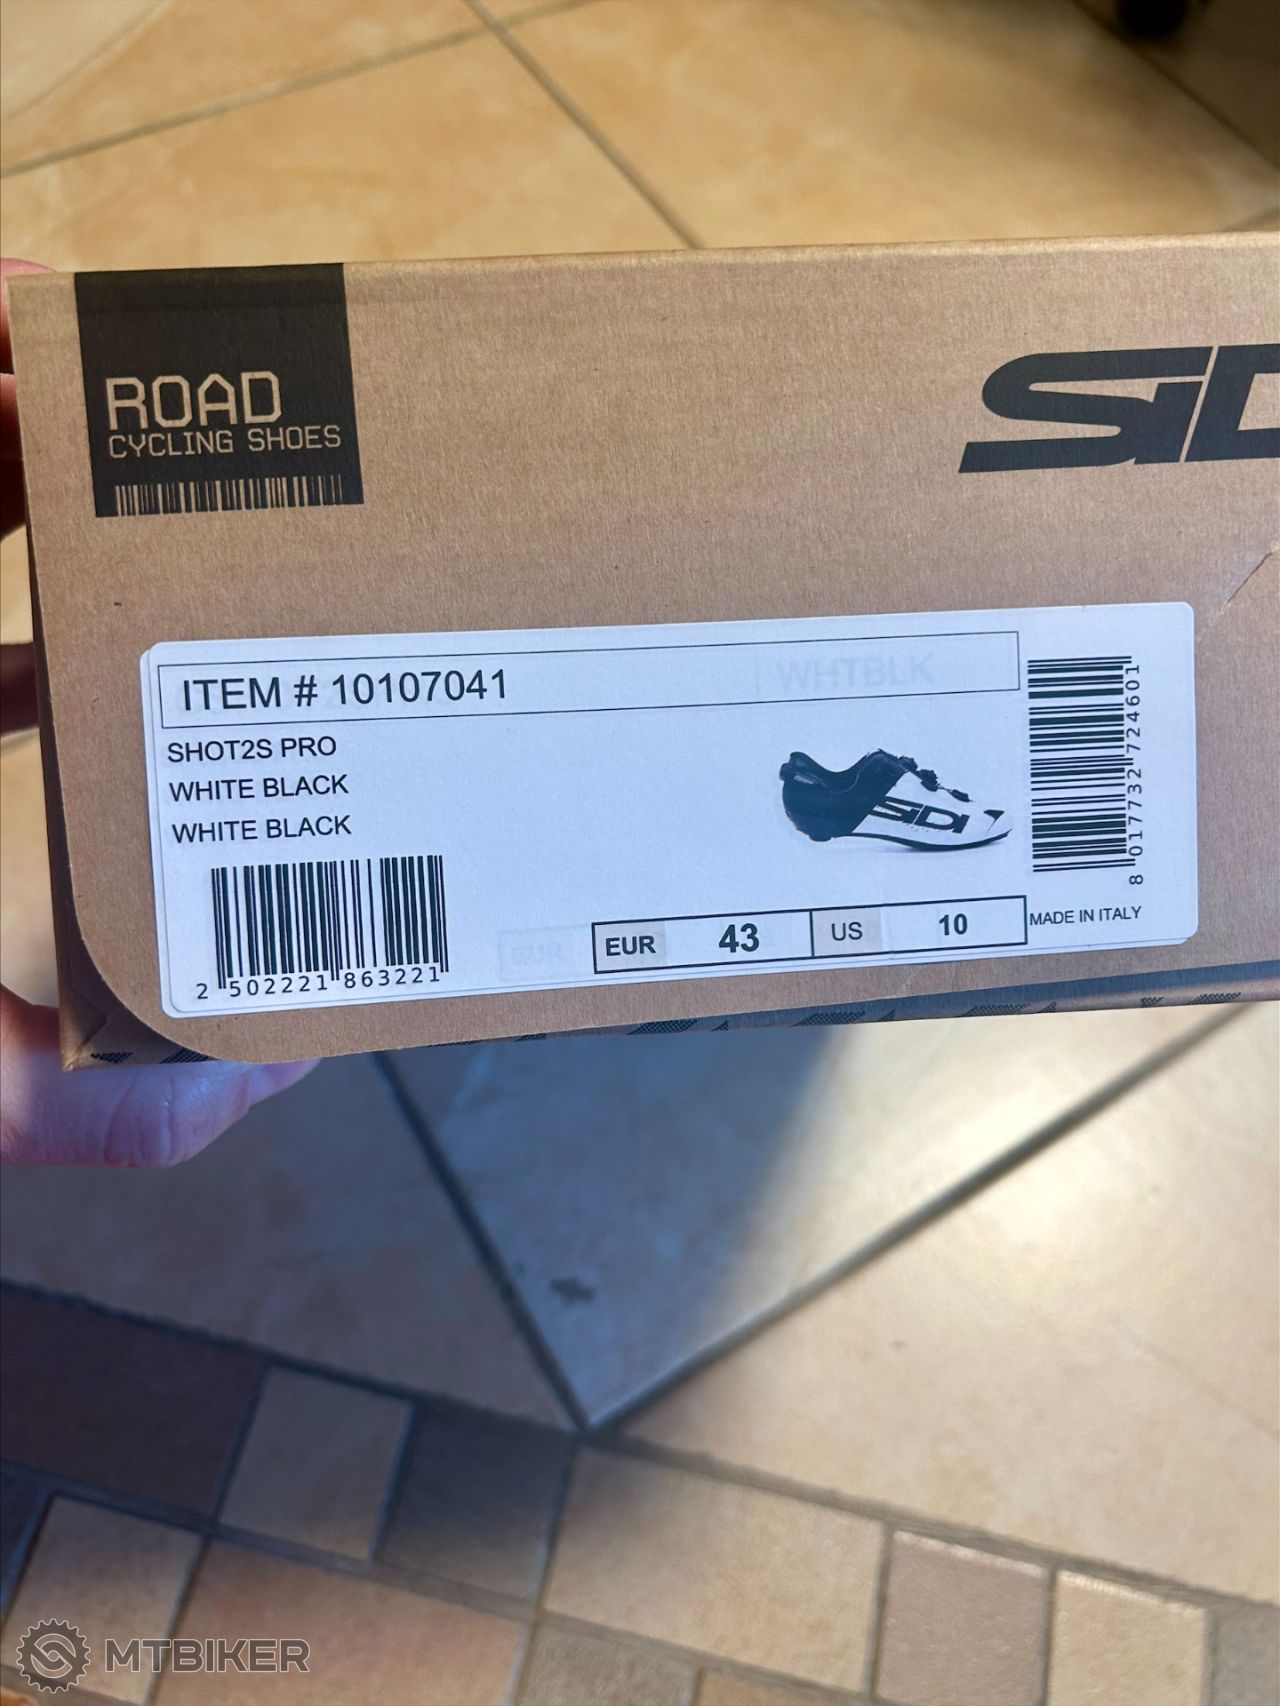 ROAD
CYCLING SHOES
SIDI
ITEM # 10107041
WHTBLK
SHOT2S PRO
WHITE BLACK
WHITE BLACK
SIDI
2 502221 863221
EUR
EUR 43 US 10
8 017732 724601
MADE IN ITALY
MTBIKER